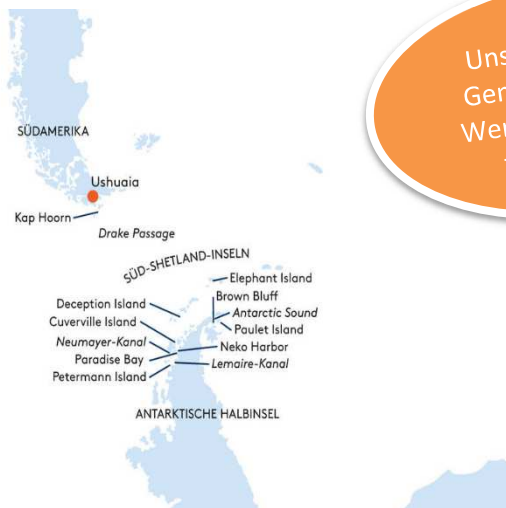 SÜDAMERIKA
Ushuaia
Kap Hoorn
Drake Passage
SÜD-SHETLAND-INSELN
Elephant Island
Brown Bluff
Deception Island
Antarctic Sound
Cuverville Island
Paulet Island
Neumayer-Kanal
Neko Harbor
Paradise Bay
Lemaire-Kanal
Petermann Island
ANTARKTISCHE HALBINSEL